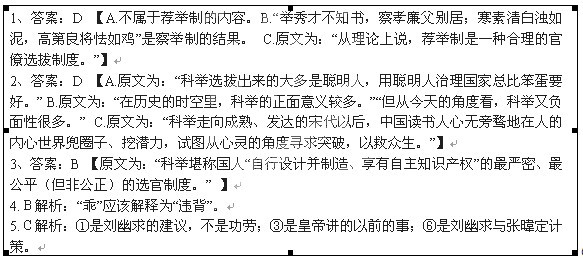 1、答案：D 【A.不属于荐举制的内容。B.“举秀才不知书，察孝廉父别居；寒素清白浊如
泥，高第良将怯如鸡”是察举制的结果。 C.原文为：“从理论上说，荐举制是一种合理的官
僚选拔制度。”】
2、答案：D 【A.原文为：“科举选拔出来的大多是聪明人，用聪明人治理国家总比笨蛋要
好。”B.原文为：“在历史的时空里，科举的正面意义较多。”“但从今天的角度看，科举又负
面性很多。” C.原文为：“科举走向成熟、发达的宋代以后，中国读书人心无旁骛地在人的
内心世界兜圈子、挖潜力，试图从心灵的角度寻求突破，以救众生。”】
3、答案：B 【原文为：“科举堪称国人“自行设计并制造、享有自主知识产权”的最严密、最
公平（但非公正）的选官制度。” 】
4. B解析：“乖”应该解释为“违背”。
5. C解析：①是刘幽求的建议，不是功劳；③是皇帝讲的以前的事；⑥是刘幽求与张暐定计
策。